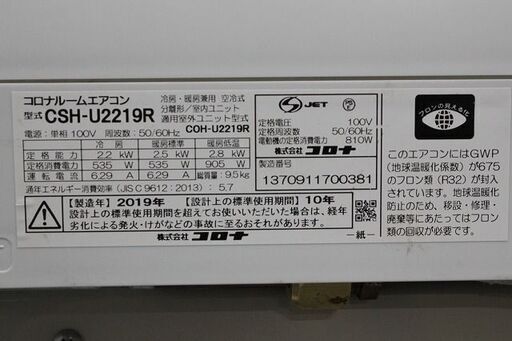 コロナルームエアコン
型式 CSH-U2219R
冷房・暖房兼用 空冷式
分離形／室内ユニット
適用室外ユニット型式
COH-U2219R
電源：単相 100V 周波数：50/60Hz
冷房 暖房標準 暖房低温
定格能力 2.2 kW 2.5 kW 2.8 kW
定格消費電力 535 W 535 W 905 W
運転電流 6.29 A 6.29 A 質量：9.5kg
通年エネルギー消費効率（JIS C 9612：2013）：5.7
S JET
定格電圧 100V
定格周波数 50/60Hz
電動機の定格消費電力 810W
株式会社 コロナ
製造番号
1370911700381
【製造年】2019年 【設計上の標準使用期間】10年
設計上の標準使用期間を超えてお使いいただいた場合は、経年
劣化による発火・けがなどの事故に至るおそれがあります。
株式会社 コロナ
—紙—
フロンの見える化
このエアコンにはGWP
（地球温暖化係数）が675
のフロン類（R32）が封入
されています。地球温暖化
防止のため、移設・修理・
廃棄等にあたってはフロン
類の回収が必要です。